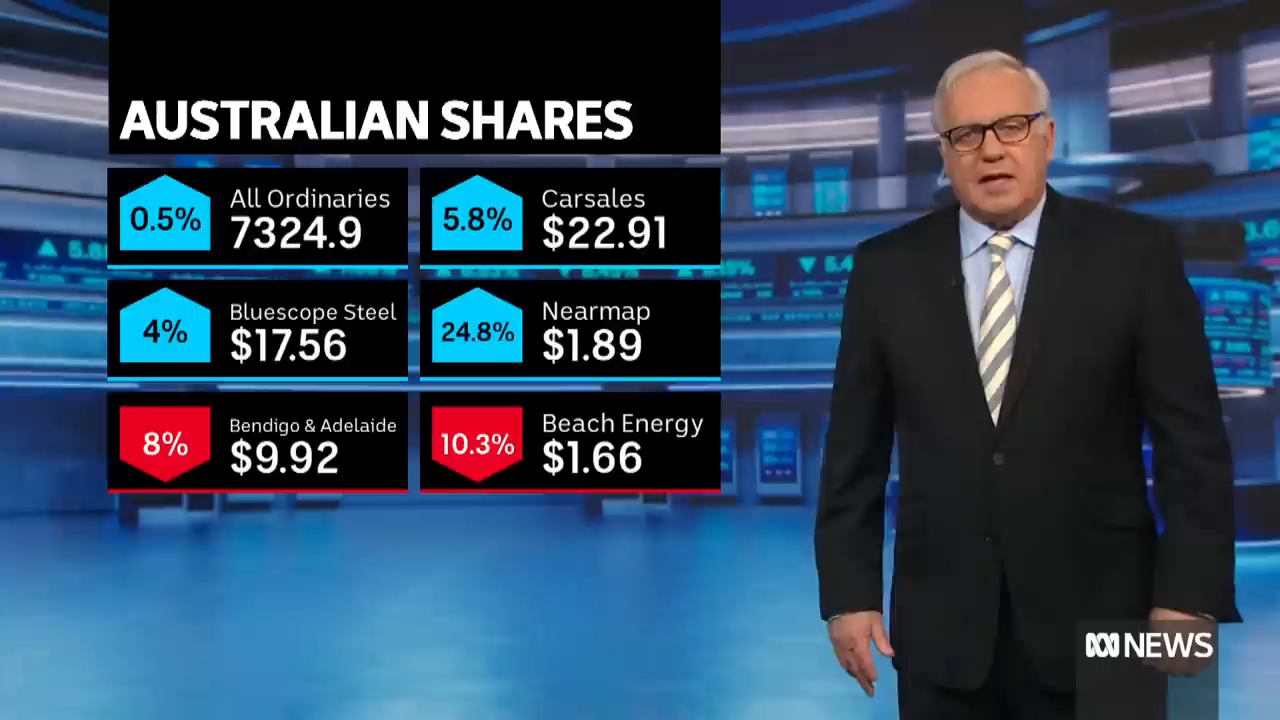 AUSTRALIAN SHARES
0.5%
All Ordinaries
7324.9
5.8%
Carsales
$22.91
4%
Bluescope Steel
$17.56
24.8%
Nearmap
$1.89
8%
Bendigo & Adelaide
$9.92
10.3%
Beach Energy
$1.66
NEWS